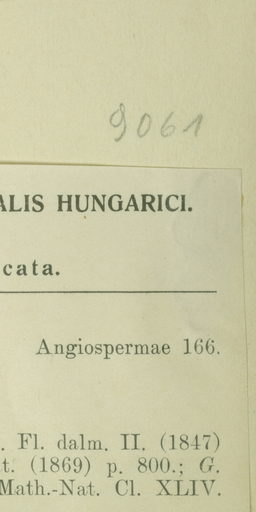 9061
ALIS HUNGARICI.
cata.
Angiospermae 166.
. Fl. dalm. II. (1847)
t. (1869) p. 800.; G.
Math.-Nat. Cl. XLIV.